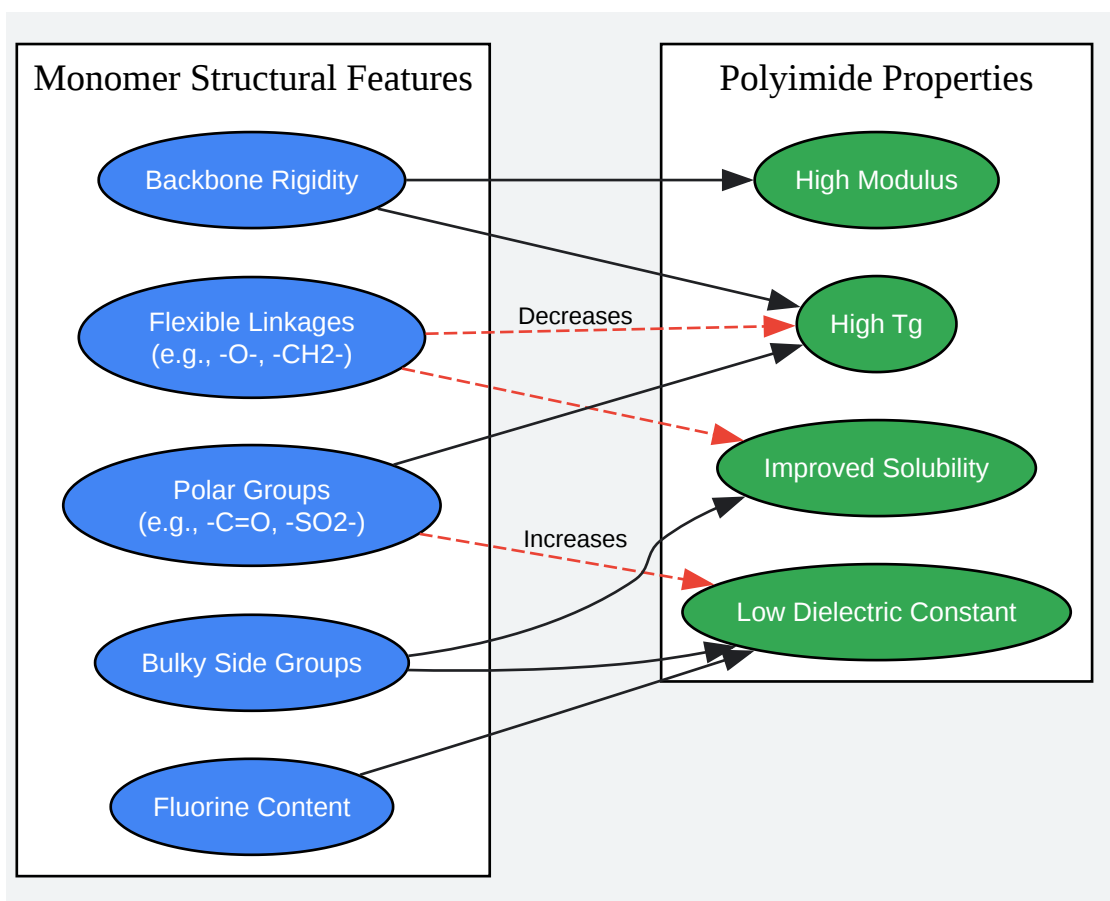 Monomer Structural Features
Backbone Rigidity
Flexible Linkages
(e.g., -O-, -CH2-)
Polar Groups
(e.g., -C=O, -SO2-)
Bulky Side Groups
Fluorine Content
Decreases
Increases
Polyimide Properties
High Modulus
High Tg
Improved Solubility
Low Dielectric Constant